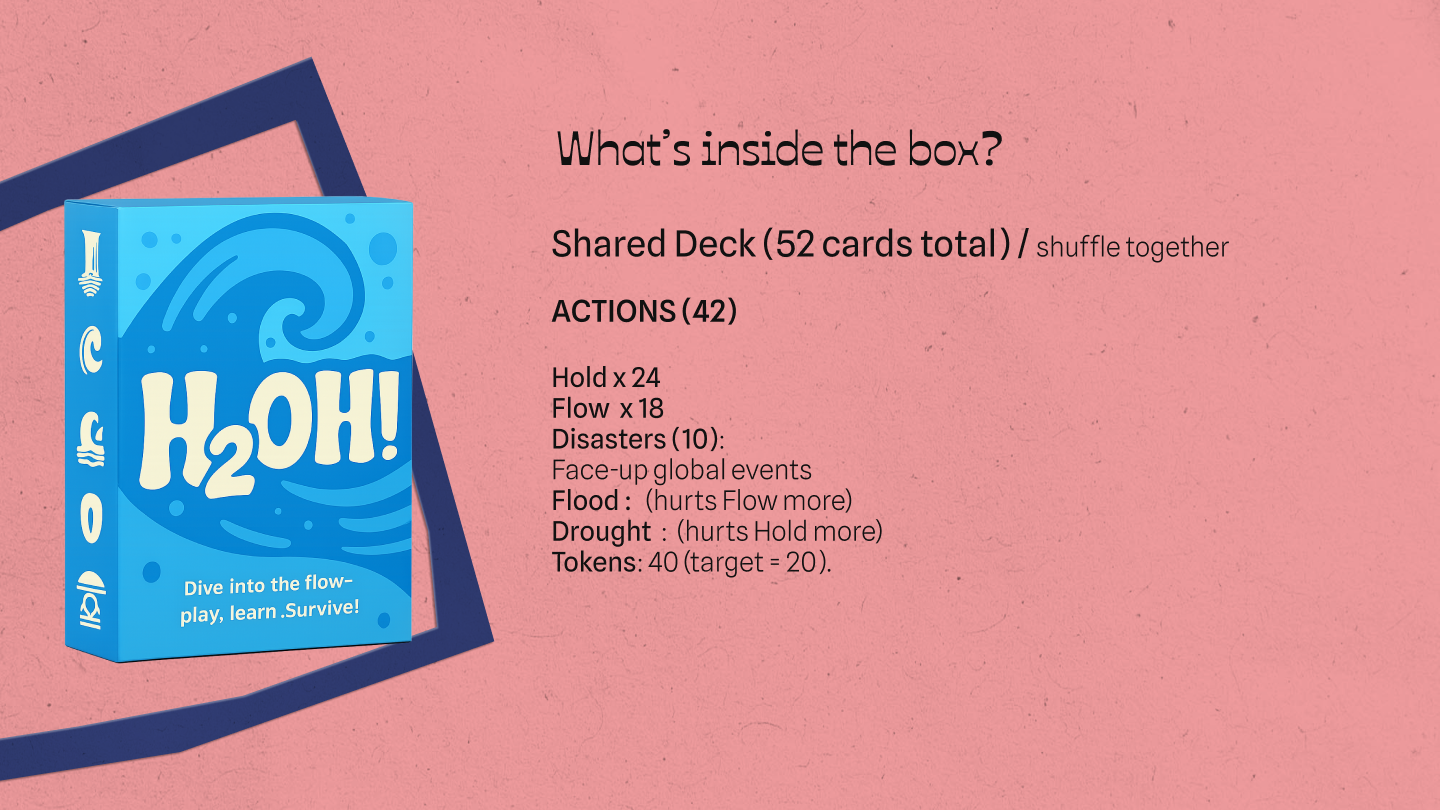 What's inside the box?
Shared Deck (52 cards total) / shuffle together
ACTIONS (42)
Hold x 24
Flow x 18
Disasters (10):
Face-up global events
Flood : (hurts Flow more)
Drought : (hurts Hold more)
Tokens: 40 (target = 20).
H2OH!
Dive into the flow–
play, learn .Survive!